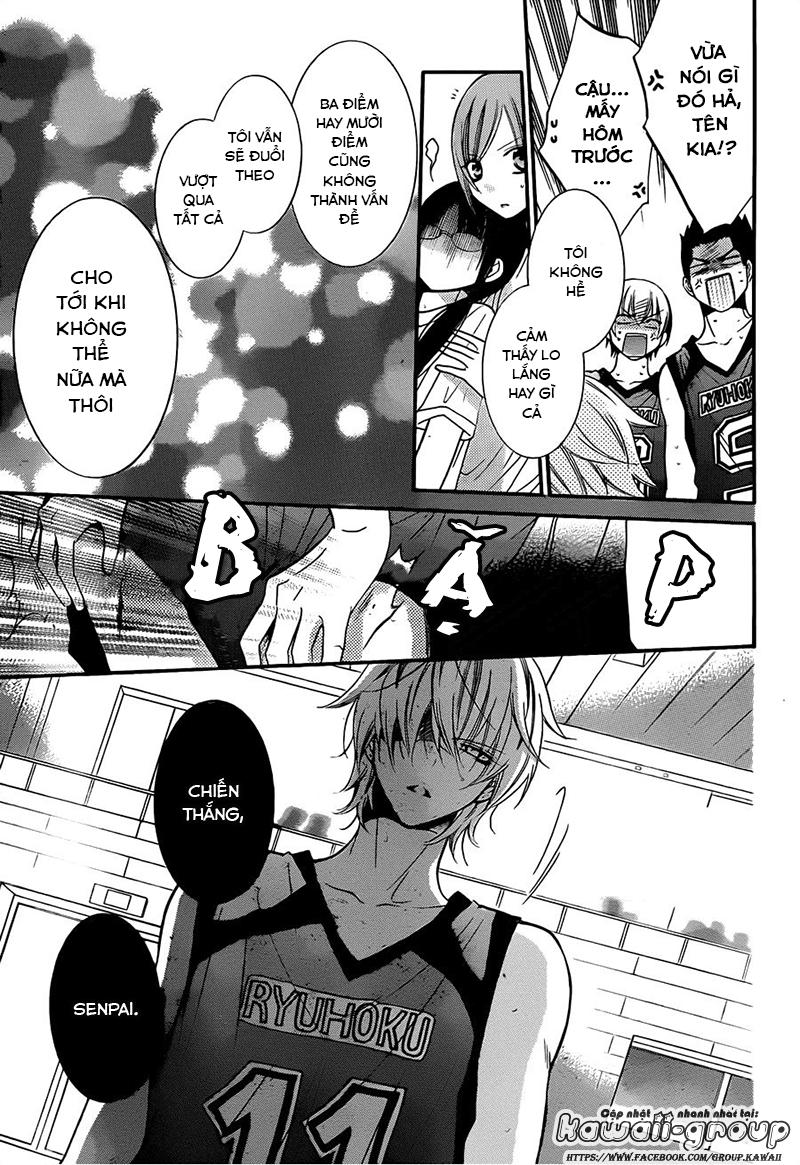 VỪA
NÓI GÌ
ĐÓ HẢ,
TÊN
KIA!?
CẬU...
MẤY
HÔM
TRƯỚC
...
TÔI
KHÔNG
HỀ
CẢM
THẤY LO
LẮNG
HAY GÌ
CẢ
BA ĐIỂM
HAY MƯỜI
ĐIỂM
CŨNG
KHÔNG
THÀNH VẤN
ĐỀ
TÔI VẪN
SẼ ĐUỔI
THEO
VƯỢT
QUA
TẤT CẢ
CHO
TỚI KHI
KHÔNG
THỂ
NỮA MÀ
THÔI
RYUHOKU
RYUHOKU
BẶP
CHIẾN
THẮNG,
SENPAI.
RYUHOKU
11
Cập nhật nhanh nhất tại:
kawaii-group
HTTPS://WWW.FACEBOOK.COM/GROUP.KAWAII